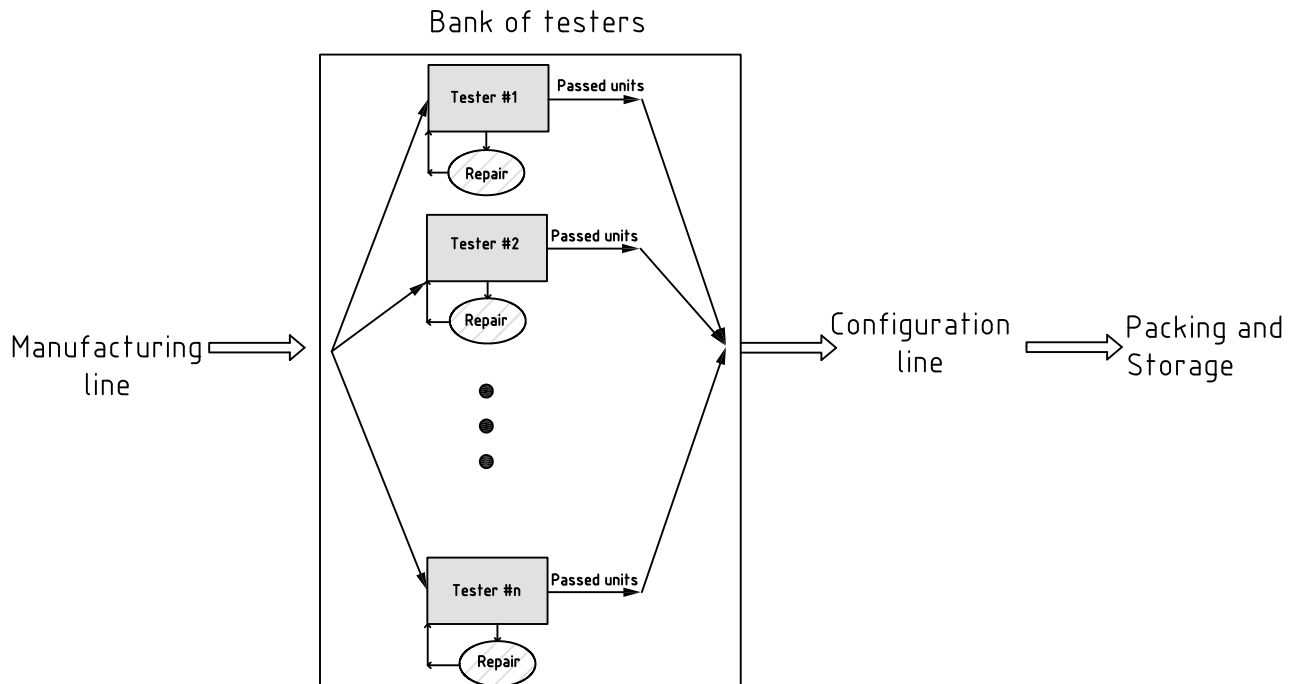 Bank of testers
Tester #1
Passed units
Repair
Tester #2
Passed units
Repair
Manufacturing
line
Configuration
line
Packing and
Storage
Tester #n
Passed units
Repair